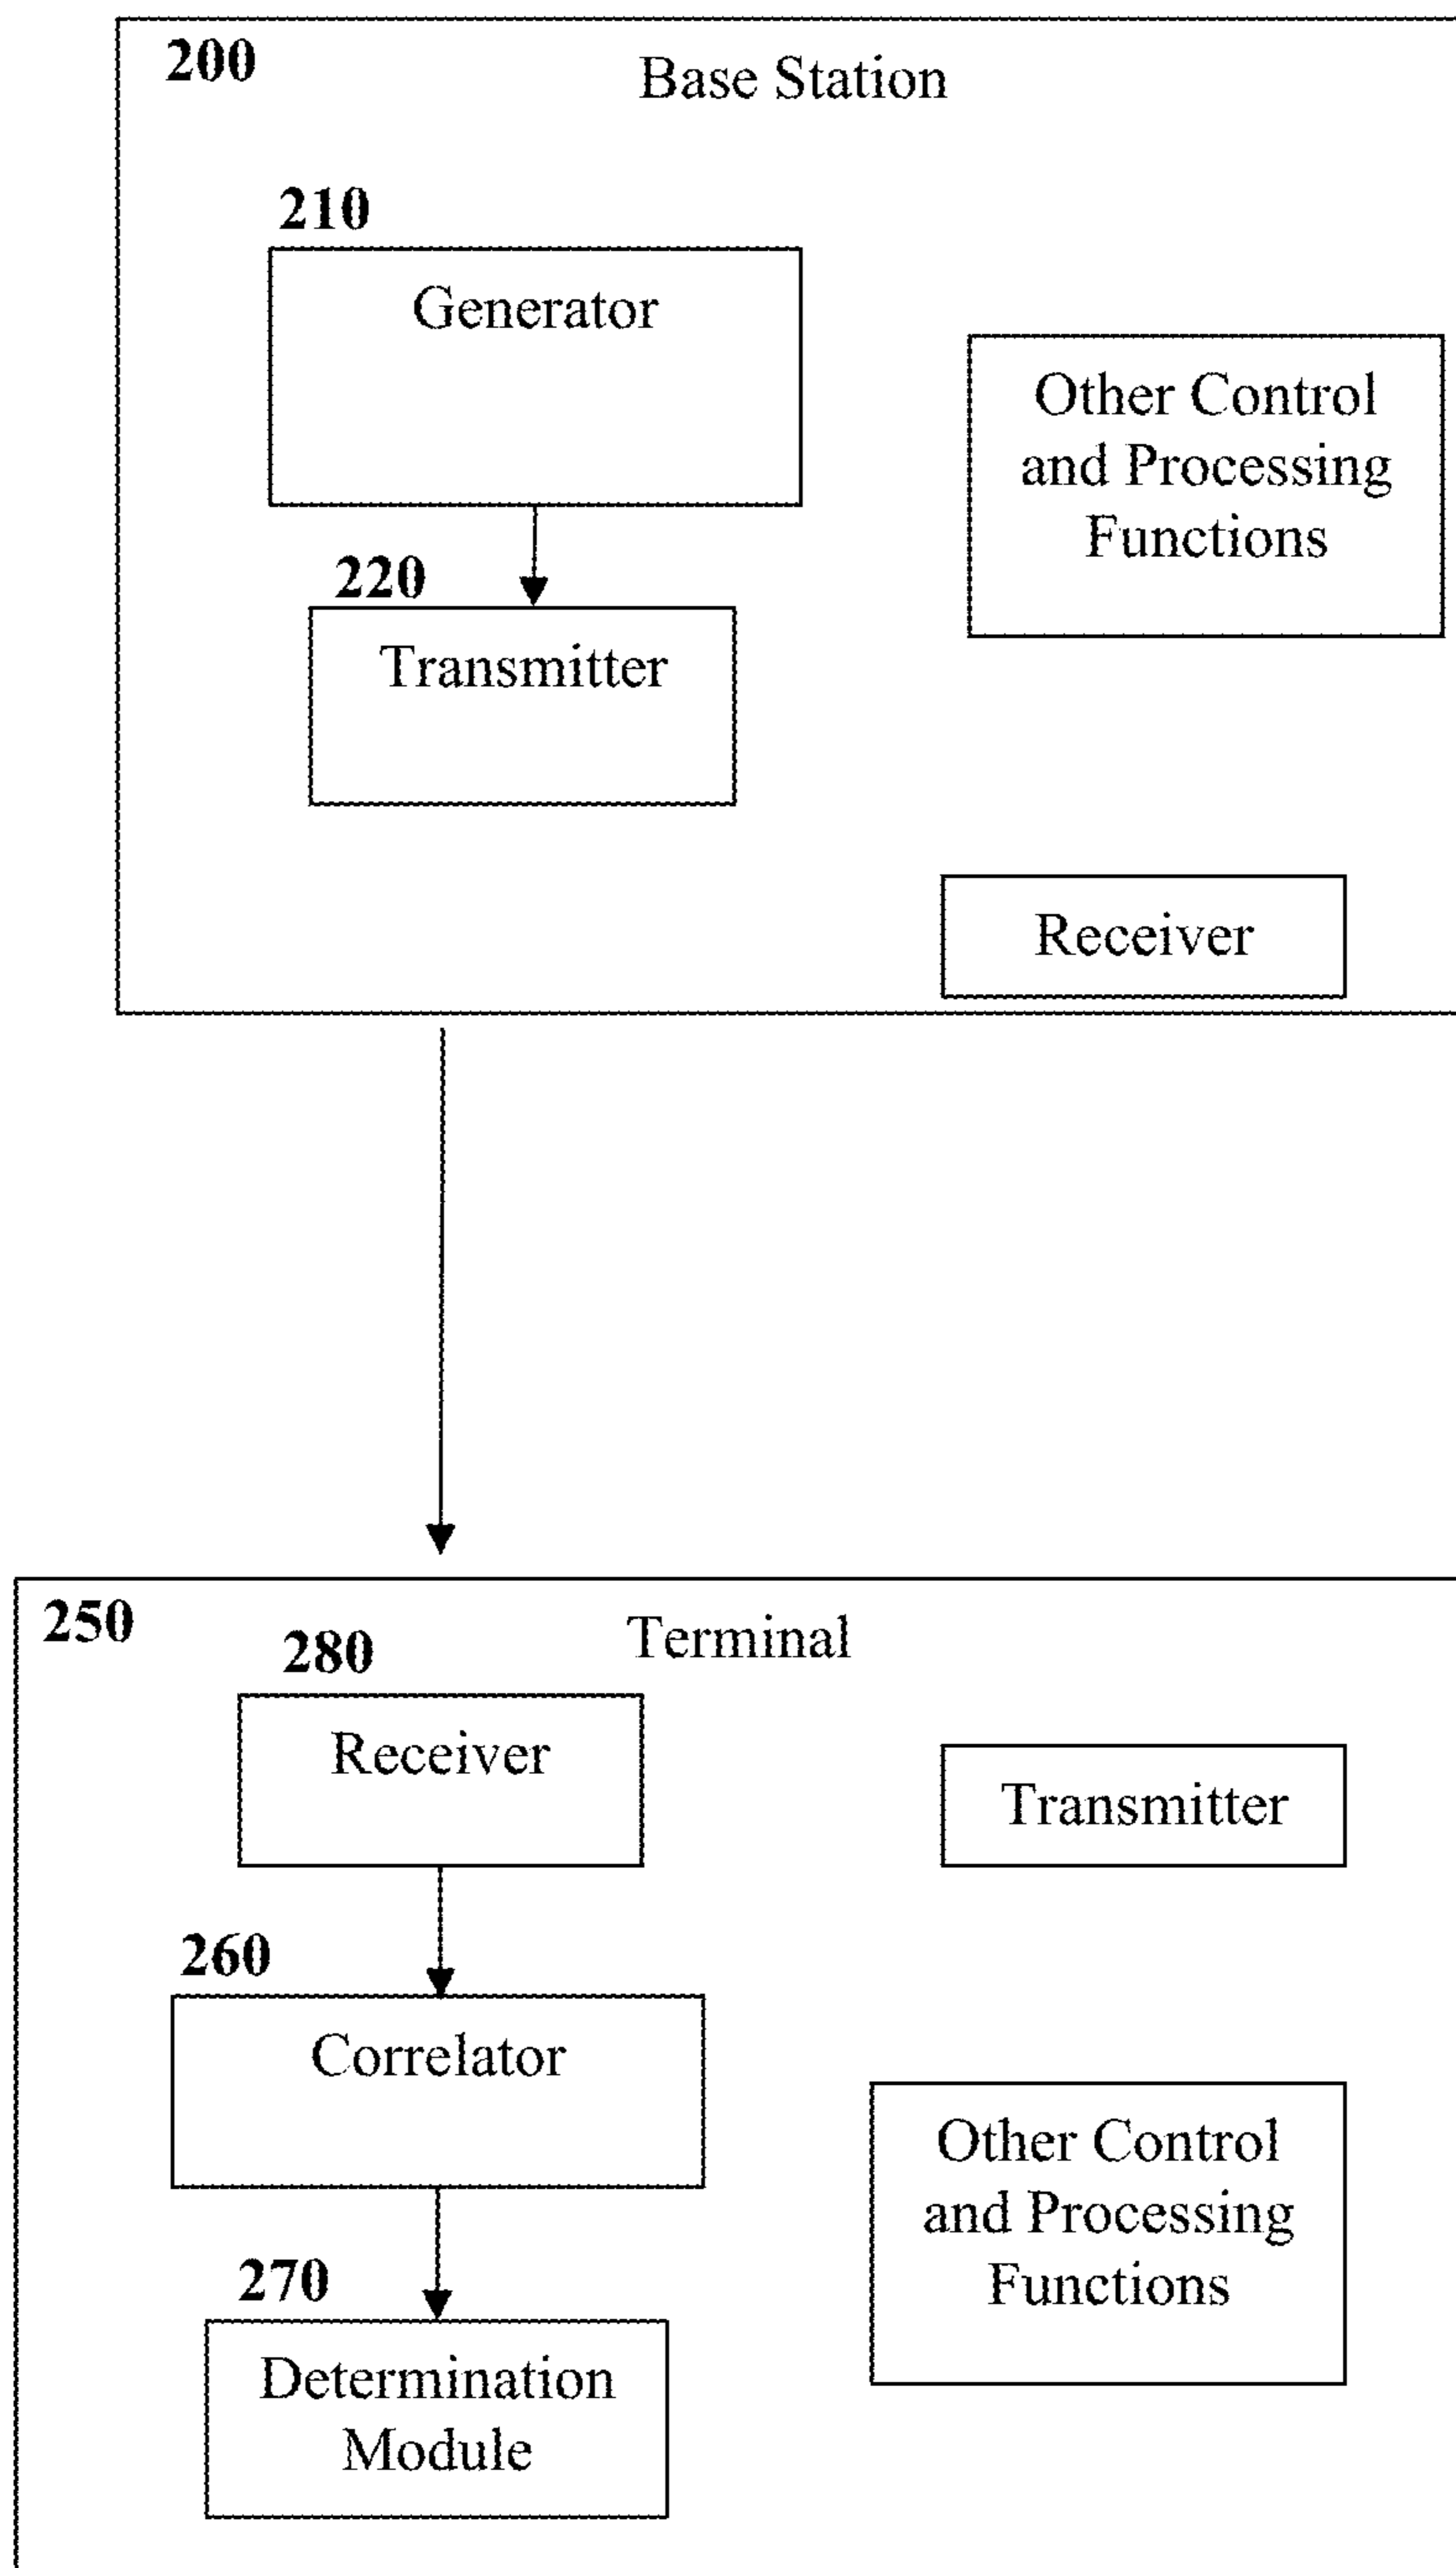 200
Base Station
210
Generator
Other Control
and Processing
Functions
220
Transmitter
Receiver
250
280
Terminal
Receiver
Transmitter
260
Correlator
Other Control
and Processing
Functions
270
Determination
Module